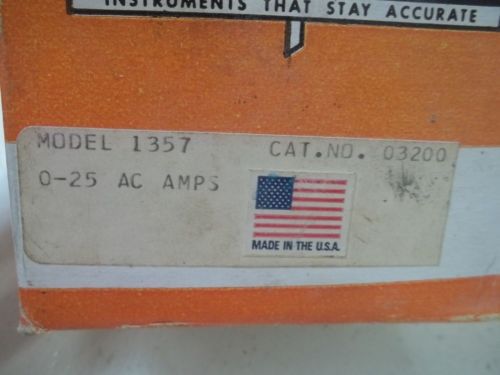 INSTRUMENTS THAT STAY ACCURATE
MODEL 1357 CAT.NO. 03200
0-25 AC AMPS
MADE IN THE U.S.A.